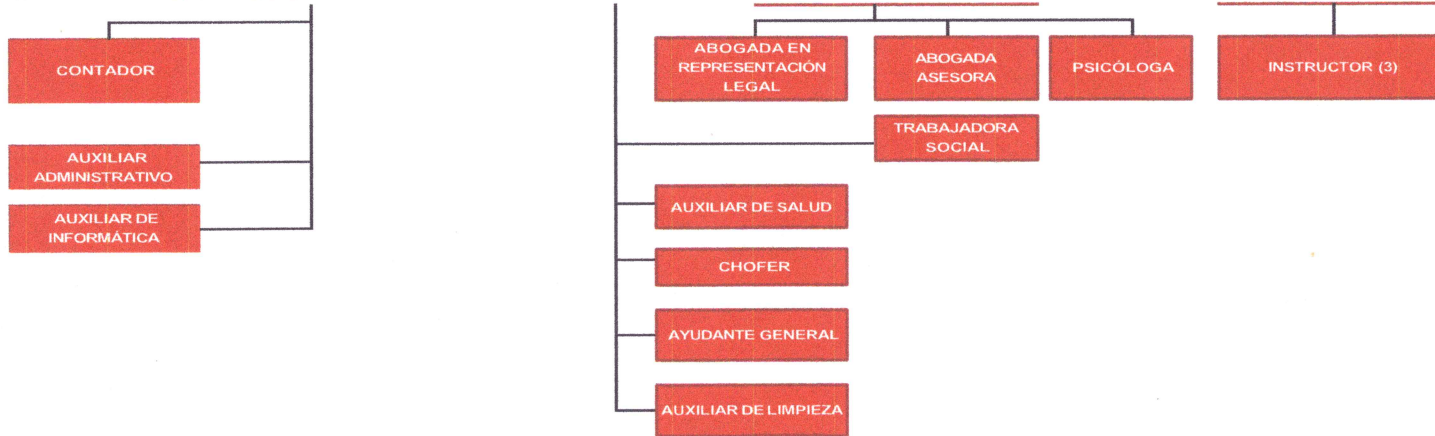 CONTADOR
ABOGADA EN
REPRESENTACIÓN
LEGAL
ABOGADA
ASESORA
PSICÓLOGA
INSTRUCTOR (3)
TRABAJADORA
SOCIAL
AUXILIAR
ADMINISTRATIVO
AUXILIAR DE SALUD
AUXILIAR DE
INFORMÁTICA
CHOFER
AYUDANTE GENERAL
AUXILIAR DE LIMPIEZA